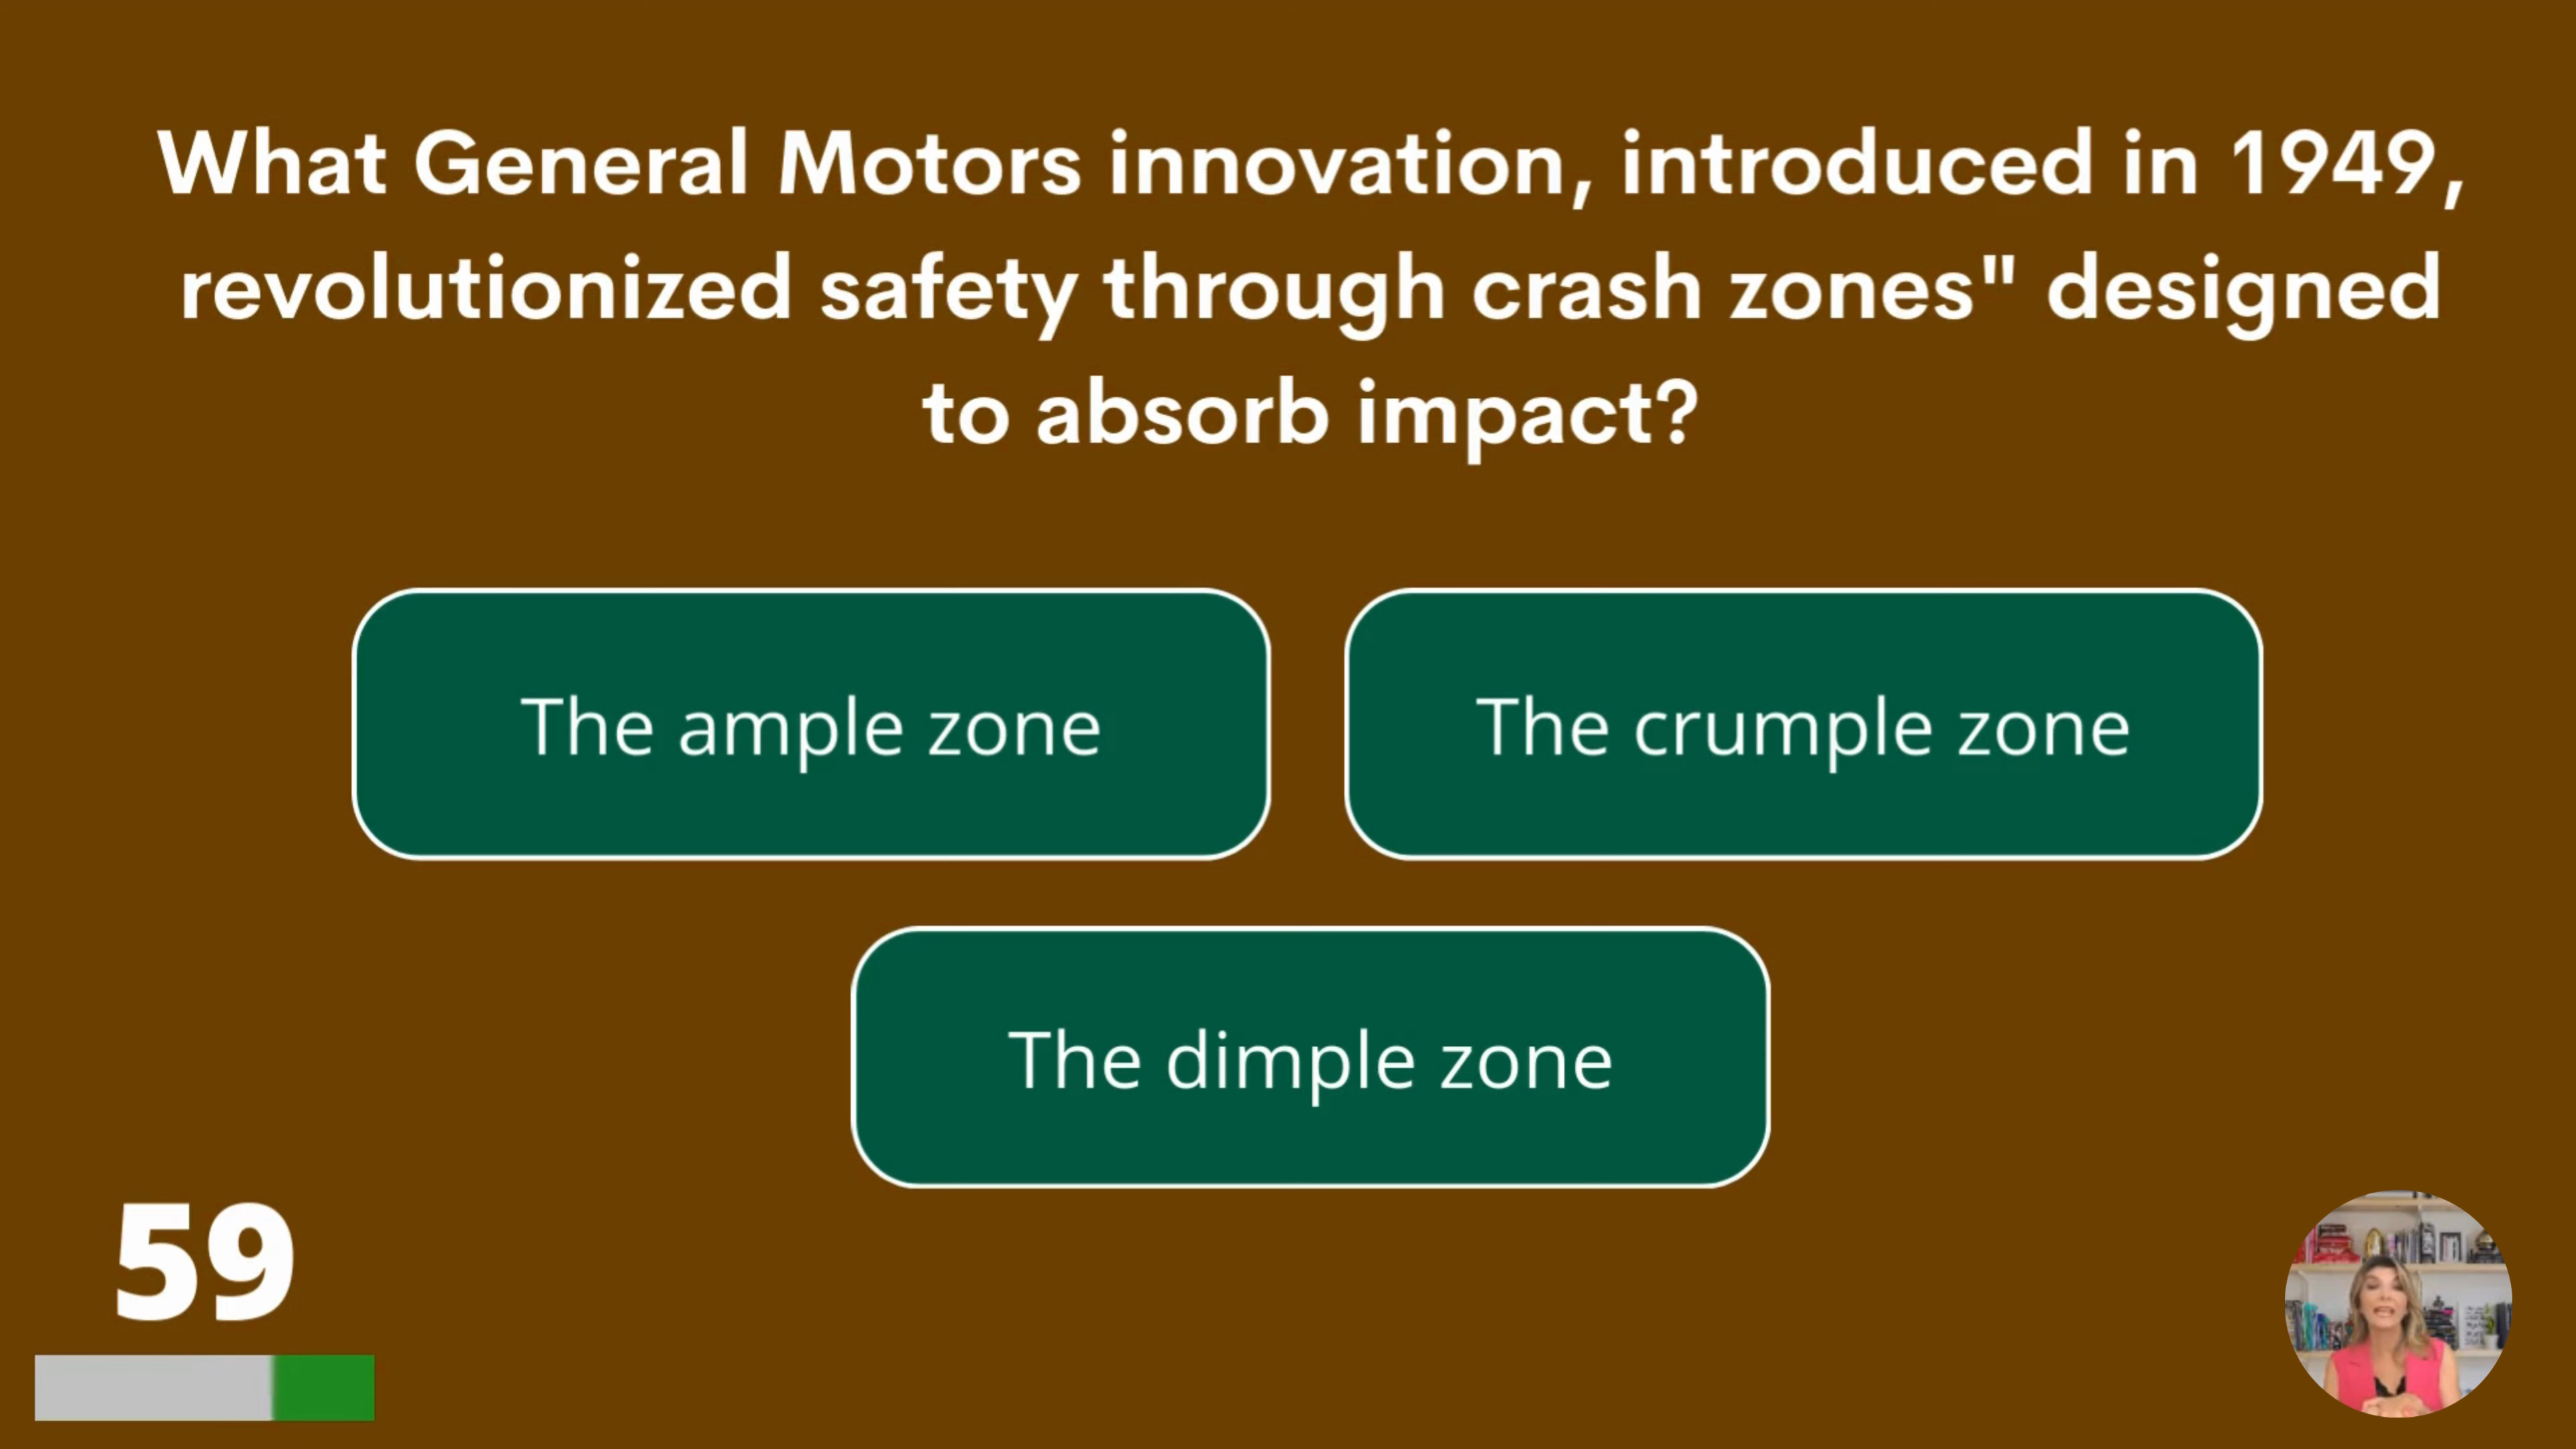 What General Motors innovation, introduced in 1949,
revolutionized safety through crash zones" designed
to absorb impact?
The ample zone
The crumple zone
The dimple zone
59